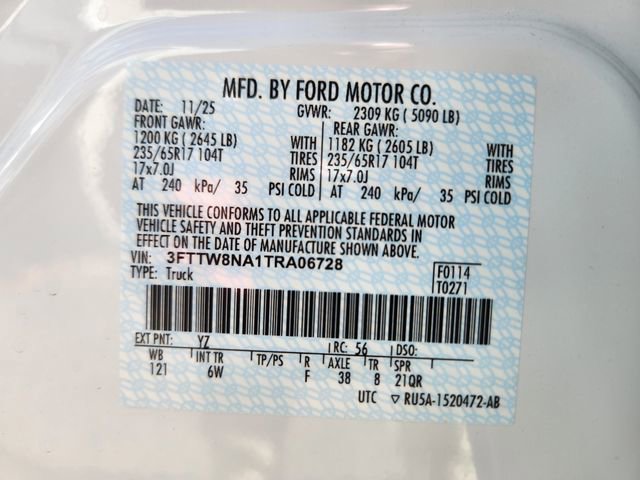 MFD. BY FORD MOTOR CO.
DATE: 11/25 GVWR: 2309 KG ( 5090 LB)
FRONT GAWR: REAR GAWR:
1200 KG ( 2645 LB) WITH 1182 KG ( 2605 LB) WITH
235/65R17 104T TIRES 235/65R17 104T TIRES
17x7.0J RIMS 17x7.0J RIMS
AT 240 kPa/ 35 PSI COLD AT 240 kPa/ 35 PSI COLD
THIS VEHICLE CONFORMS TO ALL APPLICABLE FEDERAL MOTOR
VEHICLE SAFETY AND THEFT PREVENTION STANDARDS IN
EFFECT ON THE DATE OF MANUFACTURE SHOWN ABOVE.
VIN: 3FTTW8NA1TRA06728 F0114
TYPE: Truck T0271
EXT PNT: YZ RC: 56 DSO:
WB INT TR TP/PS R AXLE TR SPR
121 6W F 38 8 21QR
UTC ▽ RU5A-1520472-AB